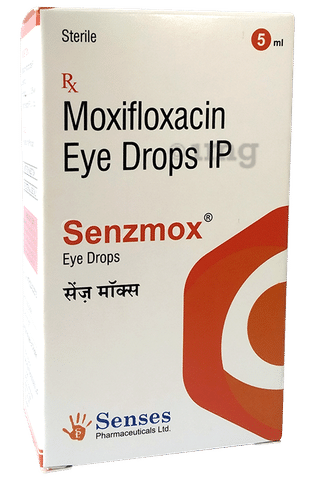 Sterile
5 ml
Rx
Moxifloxacin
Eye Drops IP
Senzmox®
Eye Drops
सेंज़ मॉक्स
Senses
Pharmaceuticals Ltd.